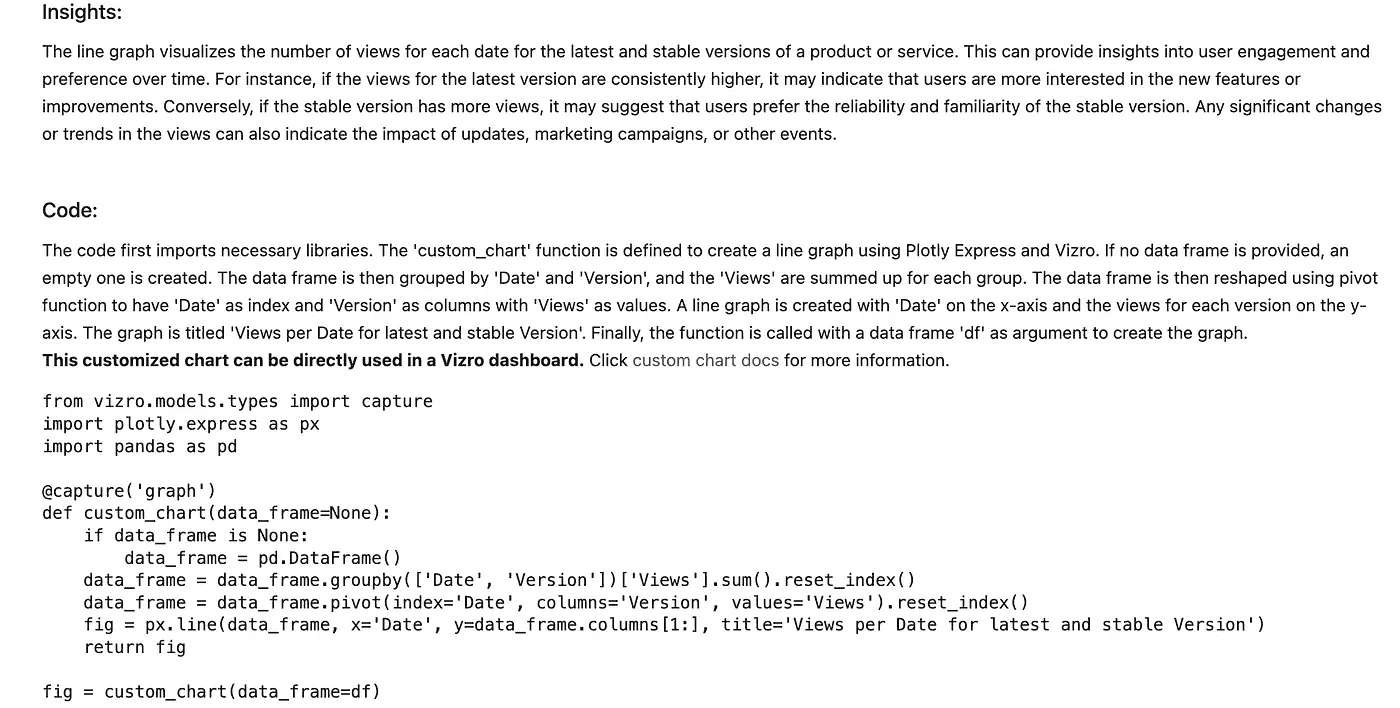 Insights:
The line graph visualizes the number of views for each date for the latest and stable versions of a product or service. This can provide insights into user engagement and
preference over time. For instance, if the views for the latest version are consistently higher, it may indicate that users are more interested in the new features or
improvements. Conversely, if the stable version has more views, it may suggest that users prefer the reliability and familiarity of the stable version. Any significant changes
or trends in the views can also indicate the impact of updates, marketing campaigns, or other events.
Code:
The code first imports necessary libraries. The 'custom_chart' function is defined to create a line graph using Plotly Express and Vizro. If no data frame is provided, an
empty one is created. The data frame is then grouped by 'Date' and 'Version', and the 'Views' are summed up for each group. The data frame is then reshaped using pivot
function to have 'Date' as index and 'Version' as columns with 'Views' as values. A line graph is created with 'Date' on the x-axis and the views for each version on the y-
axis. The graph is titled 'Views per Date for latest and stable Version'. Finally, the function is called with a data frame 'df' as argument to create the graph.
This customized chart can be directly used in a Vizro dashboard. Click custom chart docs for more information.
from vizro.models.types import capture
import plotly.express as px
import pandas as pd
@capture('graph')
def custom_chart(data_frame=None):
    if data_frame is None:
        data_frame = pd.DataFrame()
    data_frame = data_frame.groupby(['Date', 'Version'])['Views'].sum().reset_index()
    data_frame = data_frame.pivot(index='Date', columns='Version', values='Views').reset_index()
    fig = px.line(data_frame, x='Date', y=data_frame.columns[1:], title='Views per Date for latest and stable Version')
    return fig
fig = custom_chart(data_frame=df)